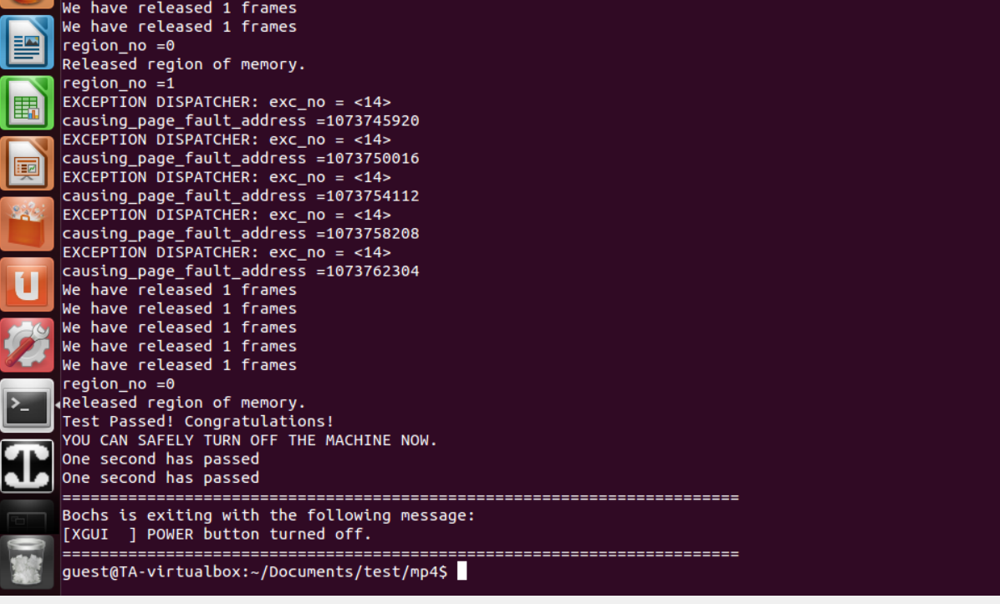 We have released 1 frames
We have released 1 frames
region_no =0
Released region of memory.
region_no =1
EXCEPTION DISPATCHER: exc_no = <14>
causing_page_fault_address =1073745920
EXCEPTION DISPATCHER: exc_no = <14>
causing_page_fault_address =1073750016
EXCEPTION DISPATCHER: exc_no = <14>
causing_page_fault_address =1073754112
EXCEPTION DISPATCHER: exc_no = <14>
causing_page_fault_address =1073758208
EXCEPTION DISPATCHER: exc_no = <14>
causing_page_fault_address =1073762304
We have released 1 frames
We have released 1 frames
We have released 1 frames
We have released 1 frames
We have released 1 frames
region_no =0
Released region of memory.
Test Passed! Congratulations!
YOU CAN SAFELY TURN OFF THE MACHINE NOW.
One second has passed
One second has passed
========================================================================
Bochs is exiting with the following message:
[XGUI  ] POWER button turned off.
========================================================================
guest@TA-virtualbox:~/Documents/test/mp4$